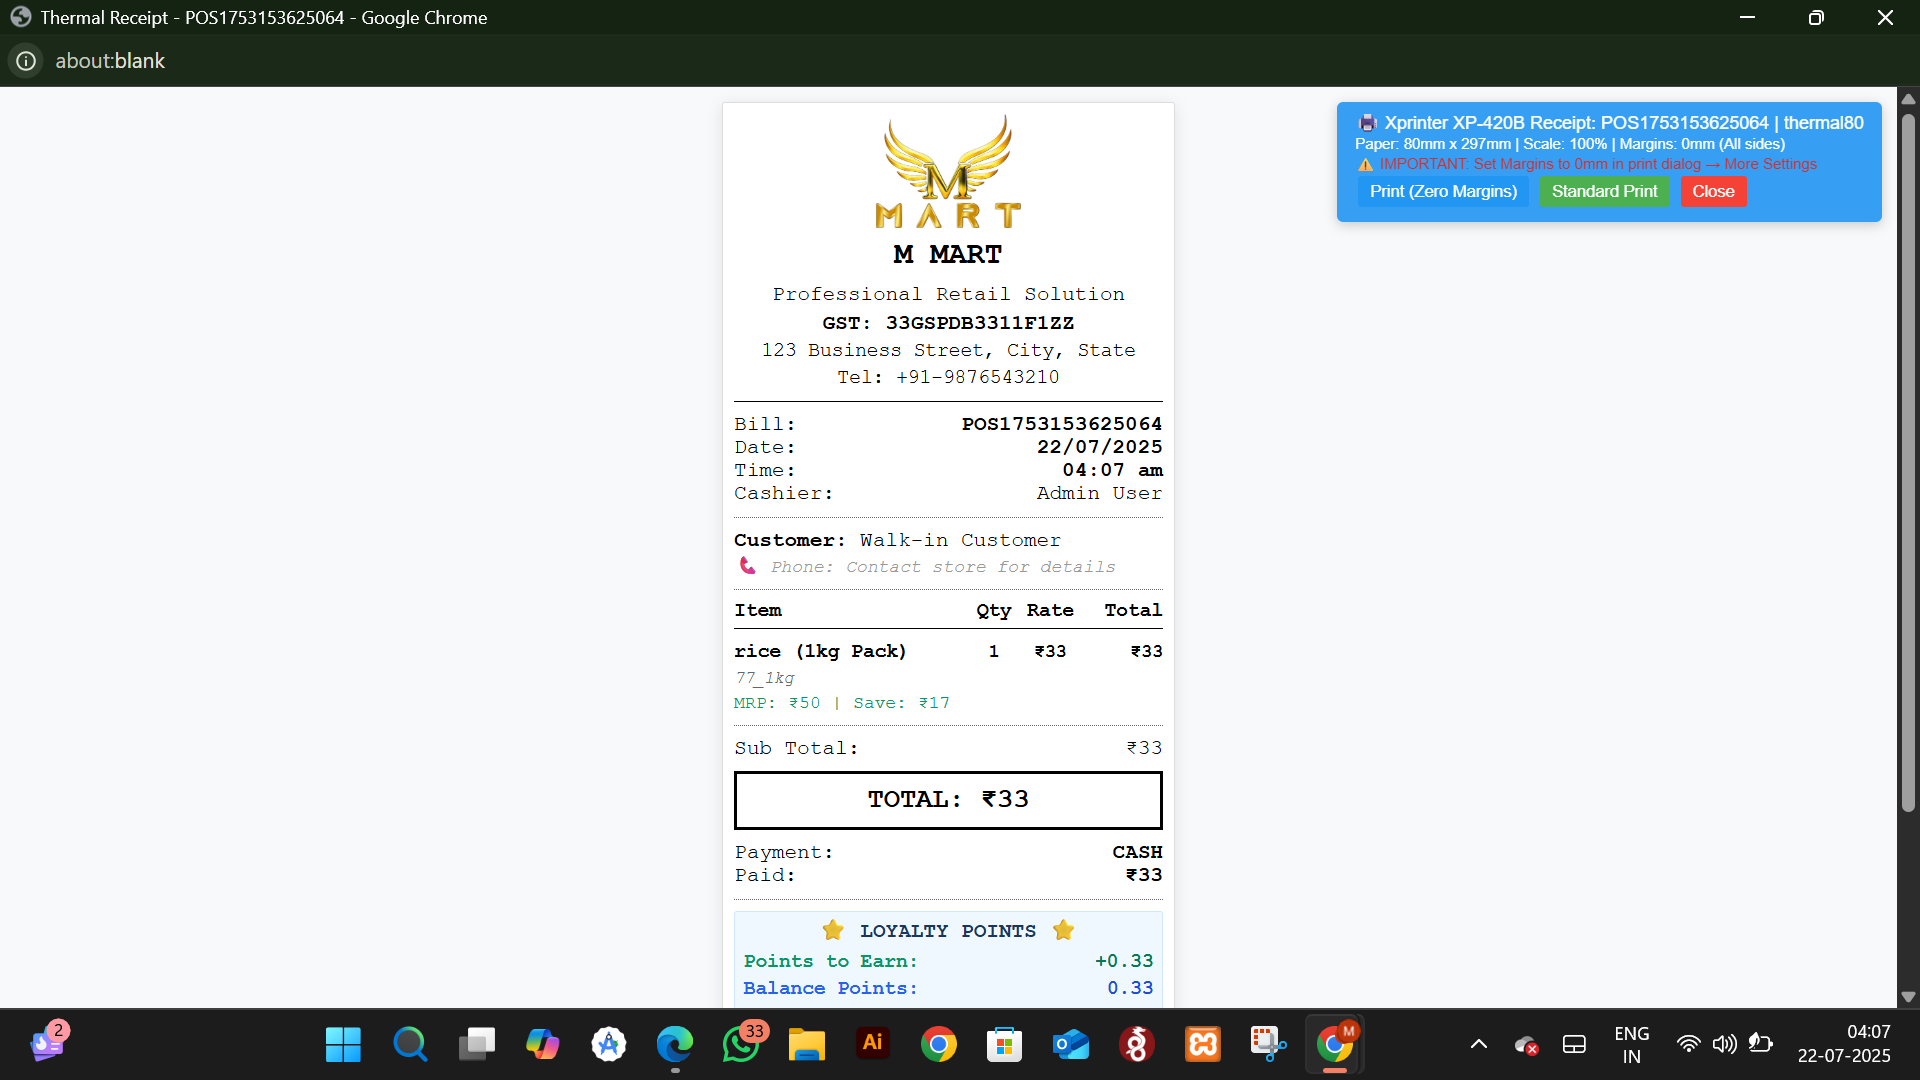 Thermal Receipt - POS1753153625064 - Google Chrome
about:blank
M
MART
M MART
Professional Retail Solution
GST: 33GSPDB3311F1ZZ
123 Business Street, City, State
Tel: +91-9876543210
Bill: POS1753153625064
Date: 22/07/2025
Time: 04:07 am
Cashier: Admin User
Customer: Walk-in Customer
Phone: Contact store for details
Item Qty Rate Total
rice (1kg Pack) 1 ₹33 ₹33
77_1kg
MRP: ₹50 | Save: ₹17
Sub Total: ₹33
TOTAL: ₹33
Payment: CASH
Paid: ₹33
LOYALTY POINTS
Points to Earn: +0.33
Balance Points: 0.33
Xprinter XP-420B Receipt: POS1753153625064 | thermal80
Paper: 80mm x 297mm | Scale: 100% | Margins: 0mm (All sides)
IMPORTANT: Set Margins to 0mm in print dialog → More Settings
Print (Zero Margins) Standard Print Close
2
33
Ai
M
ENG
IN
04:07
22-07-2025